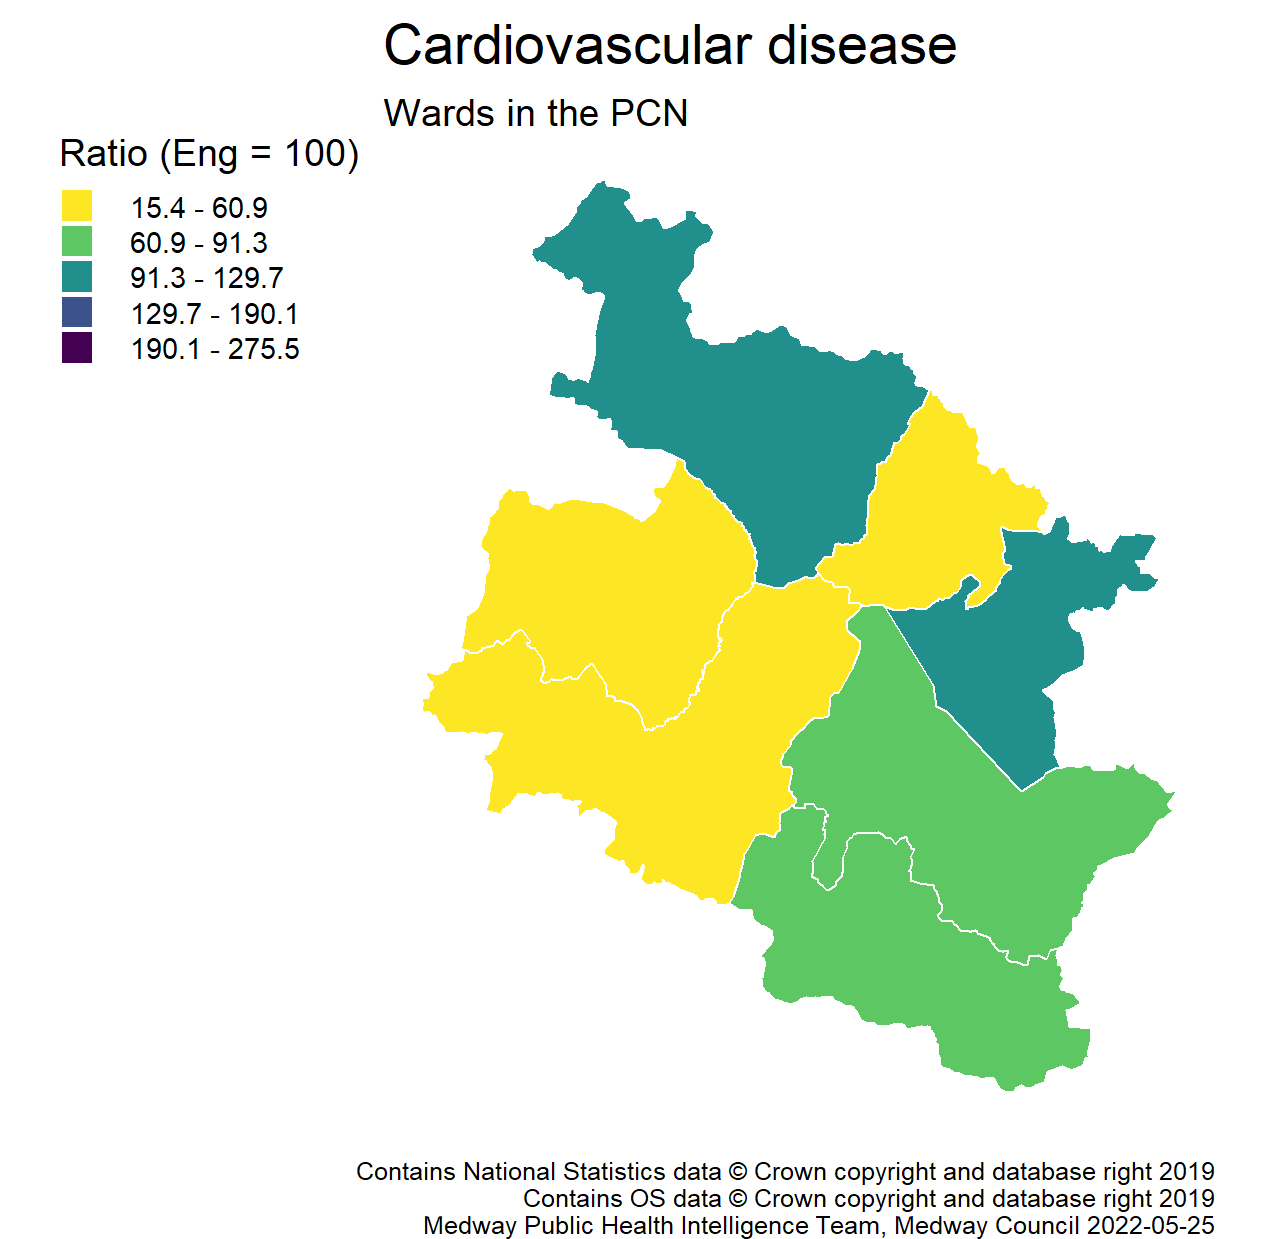 Cardiovascular disease
Wards in the PCN
Ratio (Eng = 100)
15.4 - 60.9
60.9 - 91.3
91.3 - 129.7
129.7 - 190.1
190.1 - 275.5
Contains National Statistics data © Crown copyright and database right 2019
Contains OS data © Crown copyright and database right 2019
Medway Public Health Intelligence Team, Medway Council 2022-05-25